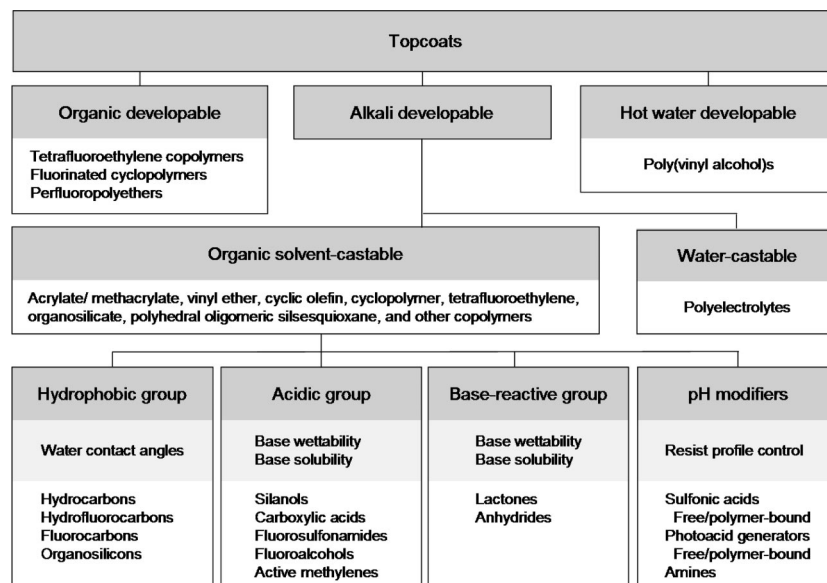 Topcoats
Organic developable
Tetrafluoroethylene copolymers
Fluorinated cyclopolymers
Perfluoropolyethers
Alkali developable
Hot water developable
Poly(vinyl alcohol)s
Organic solvent-castable
Acrylate/ methacrylate, vinyl ether, cyclic olefin, cyclopolymer, tetrafluoroethylene,
organosilicate, polyhedral oligomeric silsesquioxane, and other copolymers
Water-castable
Polyelectrolytes
Hydrophobic group
Water contact angles
Hydrocarbons
Hydrofluorocarbons
Fluorocarbons
Organosilicons
Acidic group
Base wettability
Base solubility
Silanols
Carboxylic acids
Fluorosulfonamides
Fluoroalcohols
Active methylenes
Base-reactive group
Base wettability
Base solubility
Lactones
Anhydrides
pH modifiers
Resist profile control
Sulfonic acids
Free/polymer-bound
Photoacid generators
Free/polymer-bound
Amines